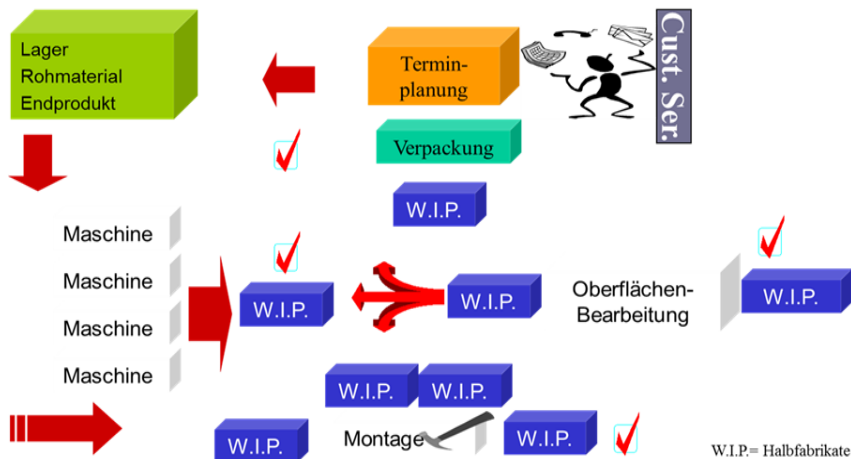 Lager
Rohmaterial
Endprodukt
Termin-
planung
Cust. Ser.
Verpackung
W.I.P.
Maschine
Maschine
Maschine
Maschine
W.I.P.
W.I.P.
Oberflächen-
Bearbeitung
W.I.P.
W.I.P.
W.I.P.
W.I.P.
Montage
W.I.P.
W.I.P.= Halbfabrikate